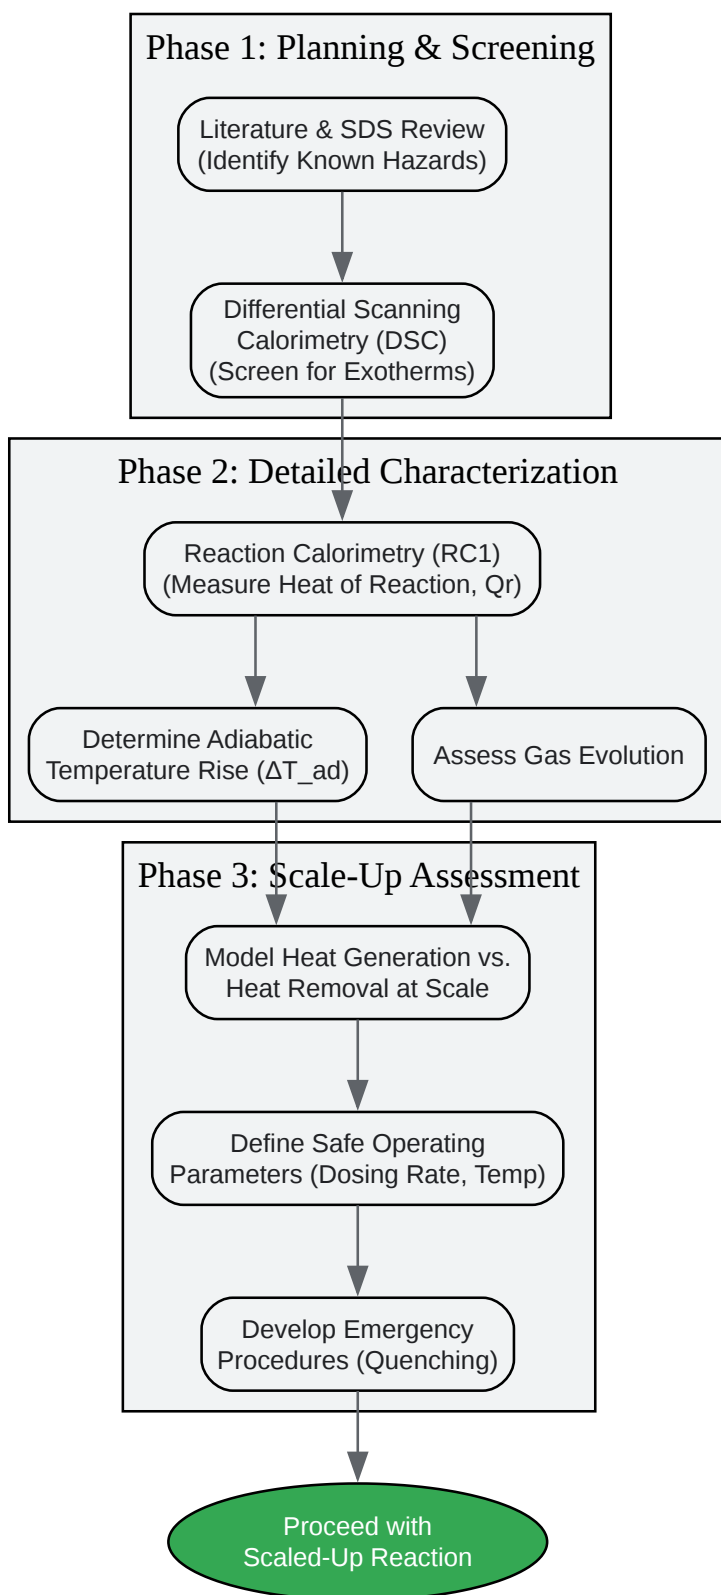 Phase 1: Planning & Screening
Literature & SDS Review
(Identify Known Hazards)
Differential Scanning
Calorimetry (DSC)
(Screen for Exotherms)
Phase 2: Detailed Characterization
Reaction Calorimetry (RC1)
(Measure Heat of Reaction, Qr)
Determine Adiabatic
Temperature Rise (ΔT_ad)
Assess Gas Evolution
Phase 3: Scale-Up Assessment
Model Heat Generation vs.
Heat Removal at Scale
Define Safe Operating
Parameters (Dosing Rate, Temp)
Develop Emergency
Procedures (Quenching)
Proceed with
Scaled-Up Reaction